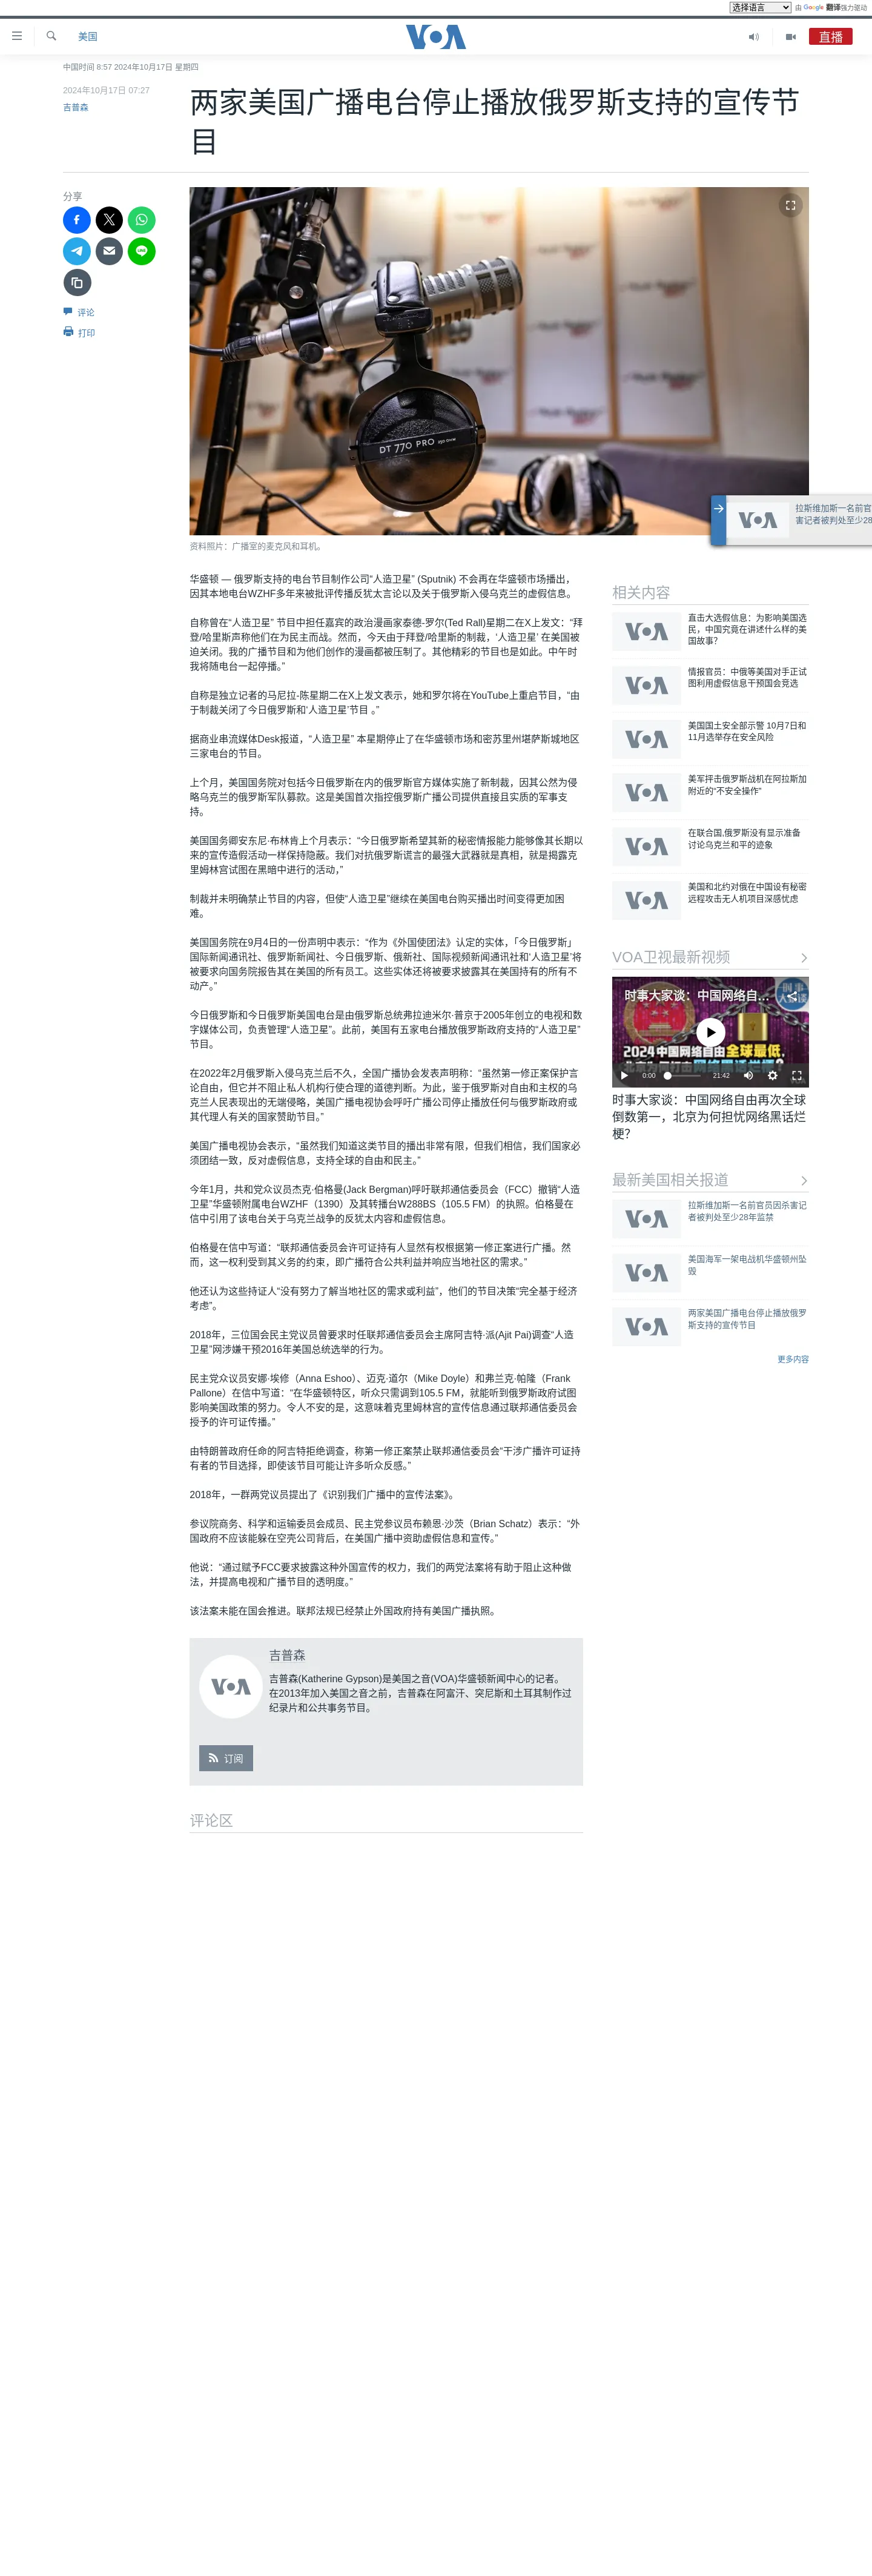 选择语言
由 Google 翻译强力驱动
美国
VOA
直播
中国时间 8:57 2024年10月17日 星期四
2024年10月17日 07:27
吉普森
两家美国广播电台停止播放俄罗斯支持的宣传节
目
分享
评论
打印
DT 770 PRO 250 OHM
资料照片：广播室的麦克风和耳机。
VOA
拉斯维加斯一名前官
害记者被判处至少28
华盛顿 — 俄罗斯支持的电台节目制作公司“人造卫星” (Sputnik) 不会再在华盛顿市场播出，
因其本地电台WZHF多年来被批评传播反犹太言论以及关于俄罗斯入侵乌克兰的虚假信息。
自称曾在“人造卫星” 节目中担任嘉宾的政治漫画家泰德-罗尔(Ted Rall)星期二在X上发文：“拜
登/哈里斯声称他们在为民主而战。然而，今天由于拜登/哈里斯的制裁，‘人造卫星’ 在美国被
迫关闭。我的广播节目和为他们创作的漫画都被压制了。其他精彩的节目也是如此。中午时
我将随电台一起停播。”
自称是独立记者的马尼拉-陈星期二在X上发文表示，她和罗尔将在YouTube上重启节目，“由
于制裁关闭了今日俄罗斯和‘人造卫星’节目 。”
据商业串流媒体Desk报道，“人造卫星” 本星期停止了在华盛顿市场和密苏里州堪萨斯城地区
三家电台的节目。
上个月，美国国务院对包括今日俄罗斯在内的俄罗斯官方媒体实施了新制裁，因其公然为侵
略乌克兰的俄罗斯军队募款。这是美国首次指控俄罗斯广播公司提供直接且实质的军事支
持。
美国国务卿安东尼·布林肯上个月表示：“今日俄罗斯希望其新的秘密情报能力能够像其长期以
来的宣传造假活动一样保持隐蔽。我们对抗俄罗斯谎言的最强大武器就是真相，就是揭露克
里姆林宫试图在黑暗中进行的活动，”
制裁并未明确禁止节目的内容，但使“人造卫星”继续在美国电台购买播出时间变得更加困
难。
美国国务院在9月4日的一份声明中表示：“作为《外国使团法》认定的实体，「今日俄罗斯」
国际新闻通讯社、俄罗斯新闻社、今日俄罗斯、俄新社、国际视频新闻通讯社和‘人造卫星’将
被要求向国务院报告其在美国的所有员工。这些实体还将被要求披露其在美国持有的所有不
动产。”
今日俄罗斯和今日俄罗斯美国电台是由俄罗斯总统弗拉迪米尔·普京于2005年创立的电视和数
字媒体公司，负责管理“人造卫星”。此前，美国有五家电台播放俄罗斯政府支持的“人造卫星”
节目。
在2022年2月俄罗斯入侵乌克兰后不久，全国广播协会发表声明称：“虽然第一修正案保护言
论自由，但它并不阻止私人机构行使合理的道德判断。为此，鉴于俄罗斯对自由和主权的乌
克兰人民表现出的无端侵略，美国广播电视协会呼吁广播公司停止播放任何与俄罗斯政府或
其代理人有关的国家赞助节目。”
美国广播电视协会表示，“虽然我们知道这类节目的播出非常有限，但我们相信，我们国家必
须团结一致，反对虚假信息，支持全球的自由和民主。”
今年1月，共和党众议员杰克·伯格曼(Jack Bergman)呼吁联邦通信委员会（FCC）撤销“人造
卫星”华盛顿附属电台WZHF（1390）及其转播台W288BS（105.5 FM）的执照。伯格曼在
信中引用了该电台关于乌克兰战争的反犹太内容和虚假信息。
伯格曼在信中写道：“联邦通信委员会许可证持有人显然有权根据第一修正案进行广播。然
而，这一权利受到其义务的约束，即广播符合公共利益并响应当地社区的需求。”
他还认为这些持证人“没有努力了解当地社区的需求或利益”，他们的节目决策“完全基于经济
考虑”。
2018年，三位国会民主党议员曾要求时任联邦通信委员会主席阿吉特·派(Ajit Pai)调查“人造
卫星”网涉嫌干预2016年美国总统选举的行为。
民主党众议员安娜·埃修（Anna Eshoo）、迈克·道尔（Mike Doyle）和弗兰克·帕隆（Frank
Pallone）在信中写道：“在华盛顿特区，听众只需调到105.5 FM，就能听到俄罗斯政府试图
影响美国政策的努力。令人不安的是，这意味着克里姆林宫的宣传信息通过联邦通信委员会
授予的许可证传播。”
由特朗普政府任命的阿吉特拒绝调查，称第一修正案禁止联邦通信委员会“干涉广播许可证持
有者的节目选择，即使该节目可能让许多听众反感。”
2018年，一群两党议员提出了《识别我们广播中的宣传法案》。
参议院商务、科学和运输委员会成员、民主党参议员布赖恩·沙茨（Brian Schatz）表示：“外
国政府不应该能躲在空壳公司背后，在美国广播中资助虚假信息和宣传。”
他说：“通过赋予FCC要求披露这种外国宣传的权力，我们的两党法案将有助于阻止这种做
法，并提高电视和广播节目的透明度。”
该法案未能在国会推进。联邦法规已经禁止外国政府持有美国广播执照。
VOA
吉普森
吉普森(Katherine Gypson)是美国之音(VOA)华盛顿新闻中心的记者。
在2013年加入美国之音之前，吉普森在阿富汗、突尼斯和土耳其制作过
纪录片和公共事务节目。
订阅
评论区
相关内容
VOA
直击大选假信息：为影响美国选
民，中国究竟在讲述什么样的美
国故事？
VOA
情报官员：中俄等美国对手正试
图利用虚假信息干预国会竞选
VOA
美国国土安全部示警 10月7日和
11月选举存在安全风险
VOA
美军抨击俄罗斯战机在阿拉斯加
附近的“不安全操作”
VOA
在联合国,俄罗斯没有显示准备
讨论乌克兰和平的迹象
VOA
美国和北约对俄在中国设有秘密
远程攻击无人机项目深感忧虑
VOA卫视最新视频
时事大家谈：中国网络自...
时事
大家谈
2024中国网络自由全球最低，
0:00
21:42
时事大家谈：中国网络自由再次全球
倒数第一，北京为何担忧网络黑话烂
梗？
最新美国相关报道
VOA
拉斯维加斯一名前官员因杀害记
者被判处至少28年监禁
VOA
美国海军一架电战机华盛顿州坠
毁
VOA
两家美国广播电台停止播放俄罗
斯支持的宣传节目
更多内容